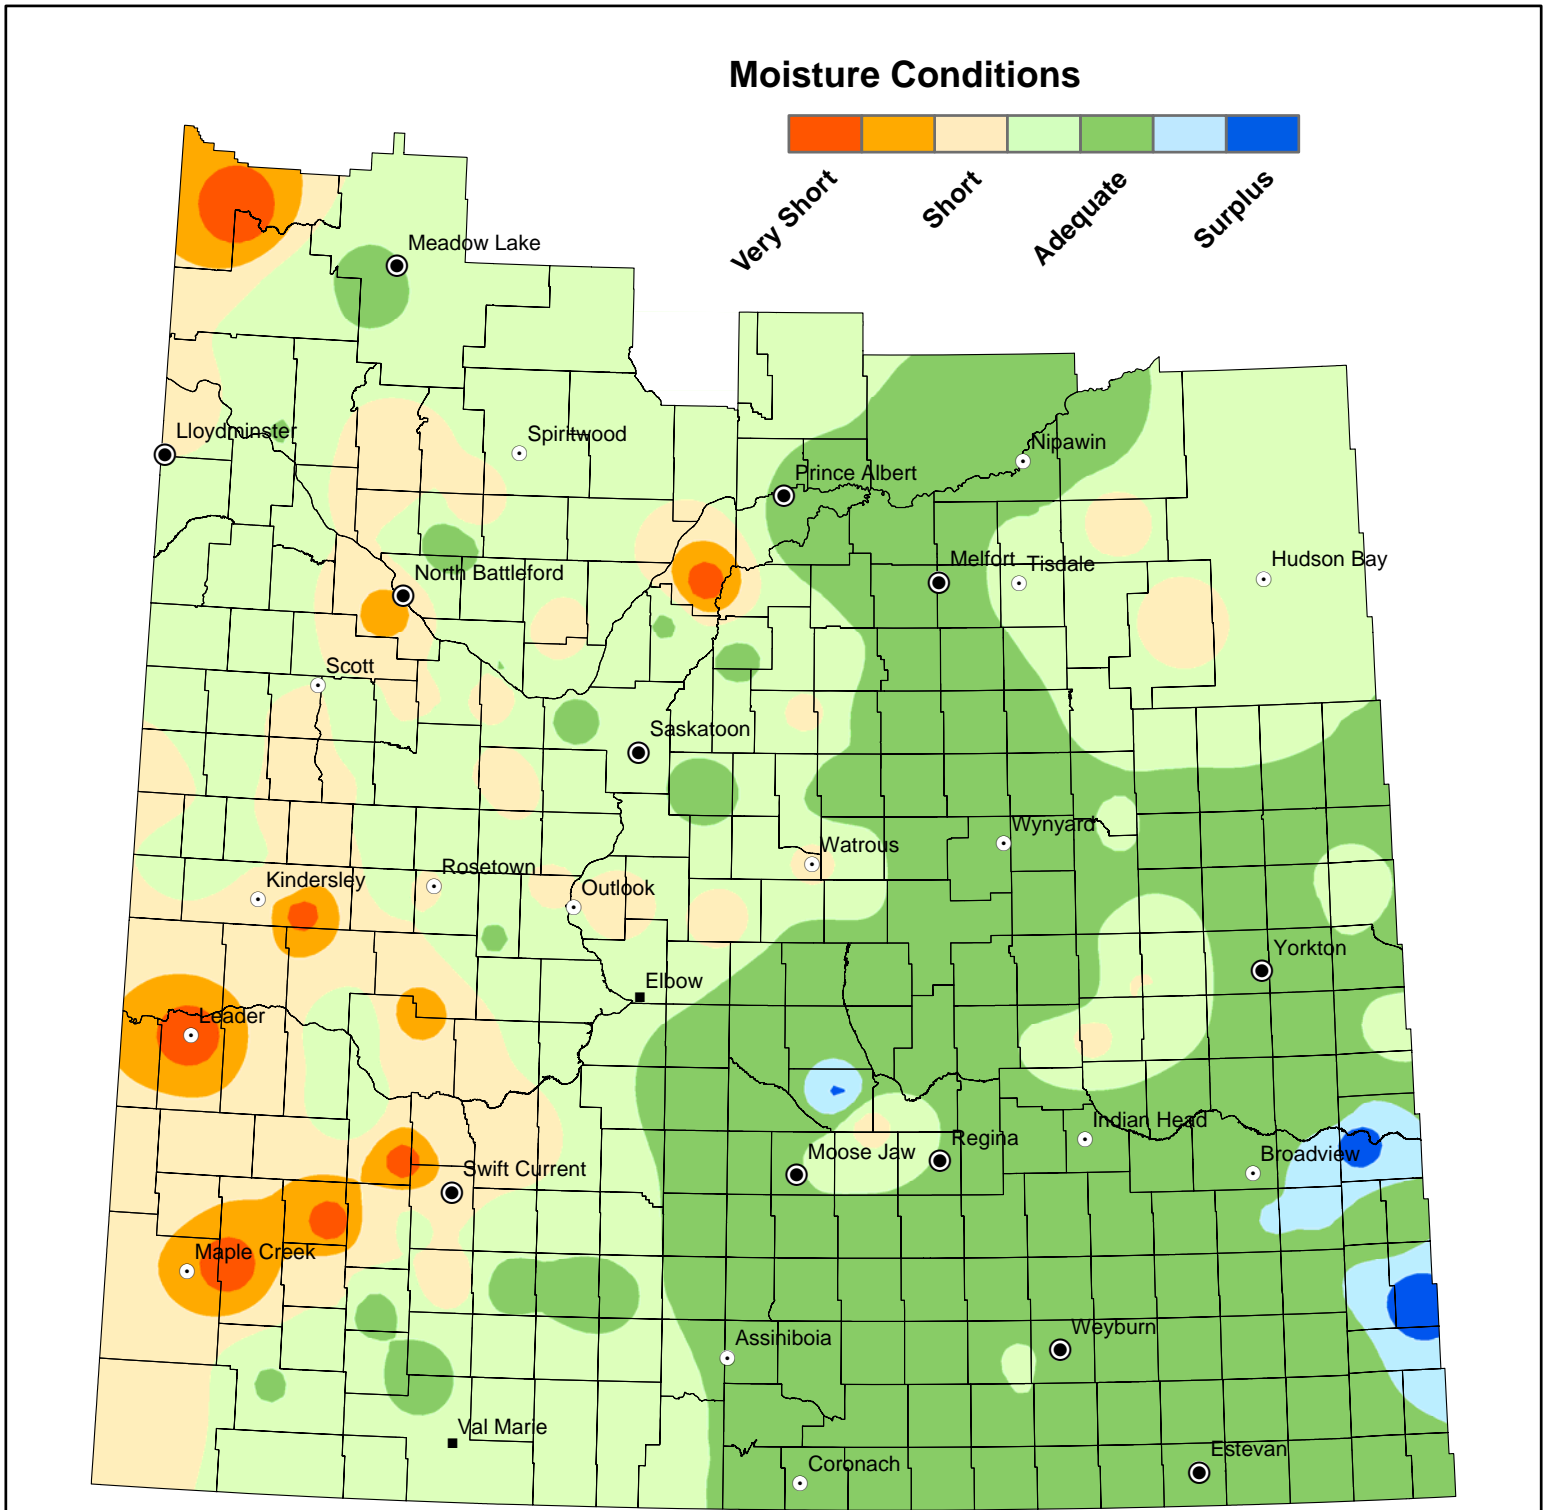 Moisture Conditions
Very Short
Short
Adequate
Surplus
Meadow Lake
Lloydminster
Spiritwood
Nipawin
Prince Albert
Melfort
Tisdale
Hudson Bay
North Battleford
Scott
Saskatoon
Wynyard
Watrous
Rosetown
Kindersley
Outlook
Yorkton
Elbow
Leader
Indian Head
Regina
Moose Jaw
Broadview
Swift Current
Maple Creek
Weyburn
Assiniboia
Val Marie
Estevan
Coronach